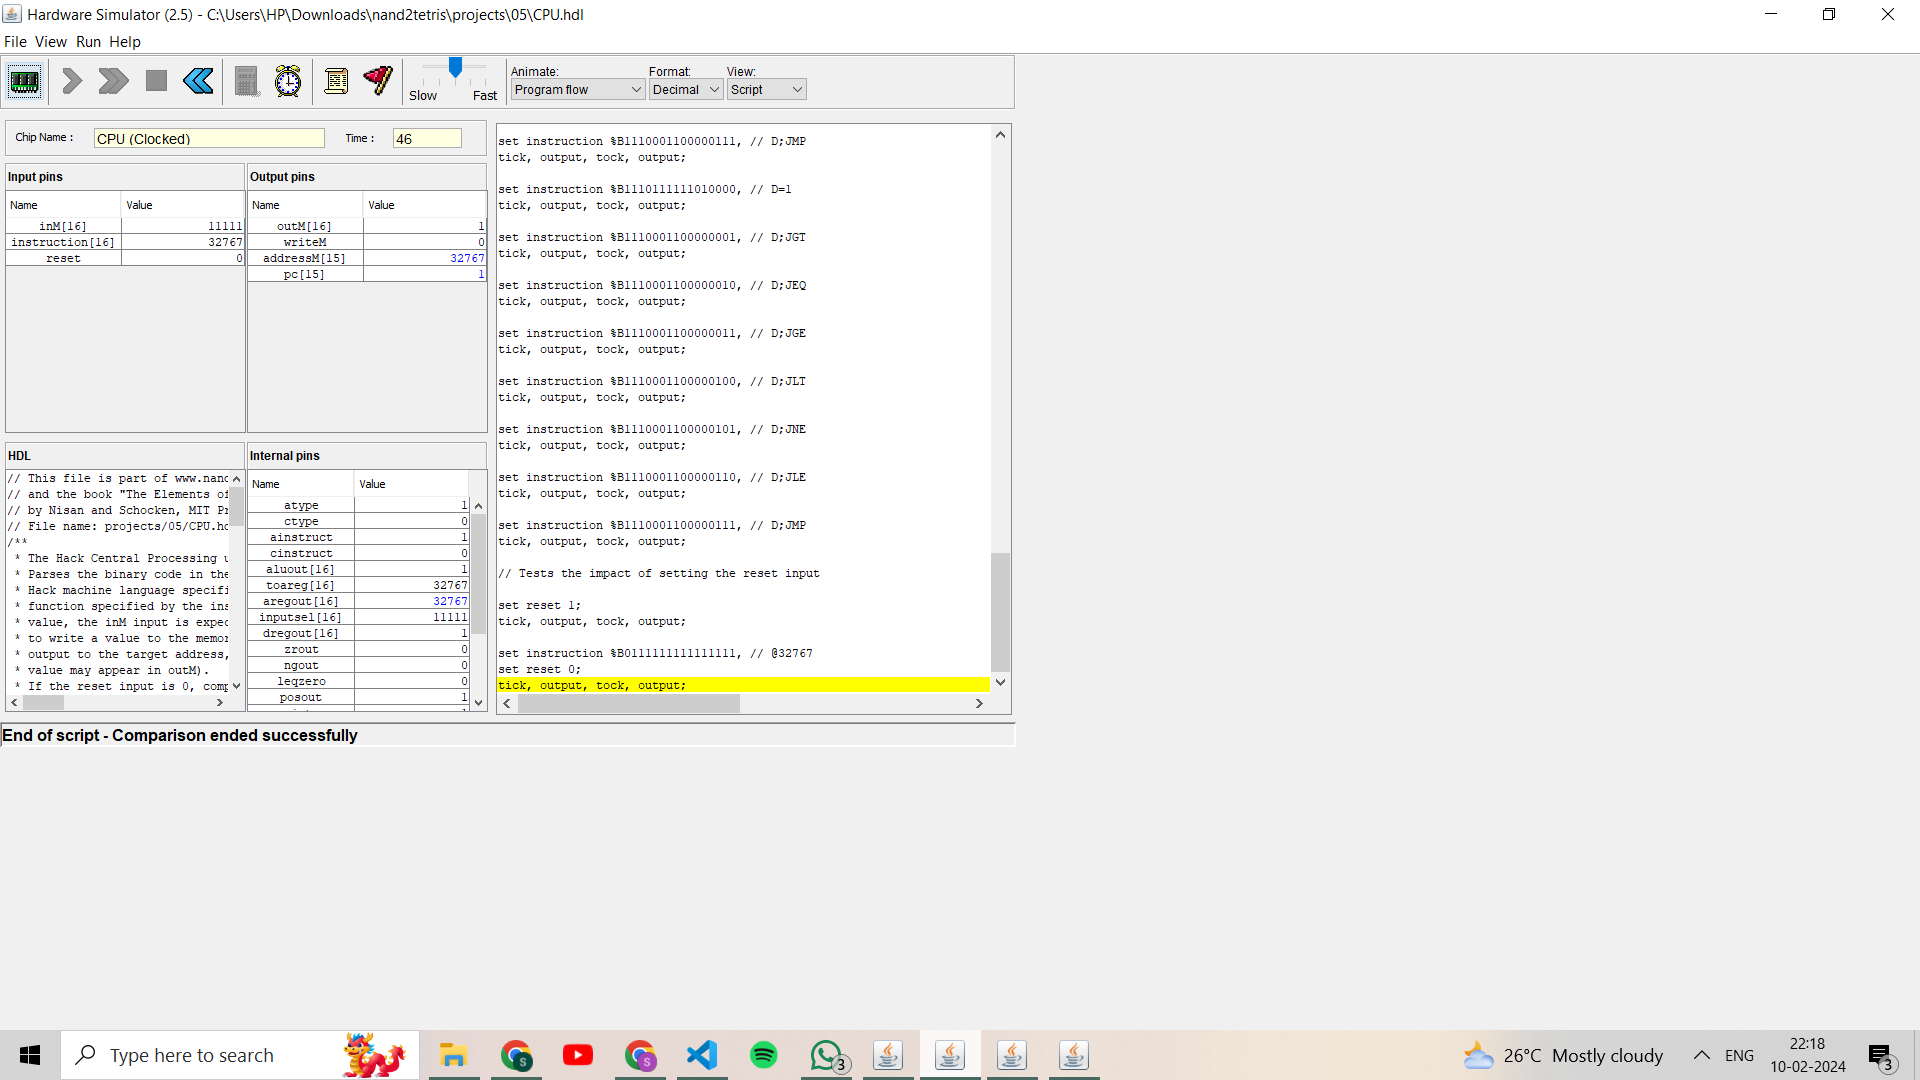 Hardware Simulator (2.5) - C:\Users\HP\Downloads\nand2tetris\projects\05\CPU.hdl
File View Run Help
Animate: Format: View:
Slow Fast Program flow Decimal Script
Chip Name : CPU (Clocked) Time : 46
Input pins
Name Value
inM[16] 11111
instruction[16] 32767
reset 0
Output pins
Name Value
outM[16] 1
writeM 0
addressM[15] 32767
pc[15] 1
HDL
// This file is part of www.nand
// and the book "The Elements of
// by Nisan and Schocken, MIT Pr
// File name: projects/05/CPU.hd
/**
* The Hack Central Processing u
* Parses the binary code in the
* Hack machine language specifi
* function specified by the ins
* value, the inM input is expec
* to write a value to the memor
* output to the target address,
* value may appear in outM).
* If the reset input is 0, comp
Internal pins
Name Value
atype 1
ctype 0
ainstruct 1
cinstruct 0
aluout[16] 1
toareg[16] 32767
aregout[16] 32767
inputsel[16] 11111
dregout[16] 1
zrout 0
ngout 0
leqzero 0
posout 1
set instruction %B1110001100000111, // D;JMP
tick, output, tock, output;
set instruction %B1110111111010000, // D=1
tick, output, tock, output;
set instruction %B1110001100000001, // D;JGT
tick, output, tock, output;
set instruction %B1110001100000010, // D;JEQ
tick, output, tock, output;
set instruction %B1110001100000011, // D;JGE
tick, output, tock, output;
set instruction %B1110001100000100, // D;JLT
tick, output, tock, output;
set instruction %B1110001100000101, // D;JNE
tick, output, tock, output;
set instruction %B1110001100000110, // D;JLE
tick, output, tock, output;
set instruction %B1110001100000111, // D;JMP
tick, output, tock, output;
// Tests the impact of setting the reset input
set reset 1;
tick, output, tock, output;
set instruction %B0111111111111111, // @32767
set reset 0;
tick, output, tock, output;
End of script - Comparison ended successfully
Type here to search
S
S
3
26°C Mostly cloudy
ENG
22:18
10-02-2024
3